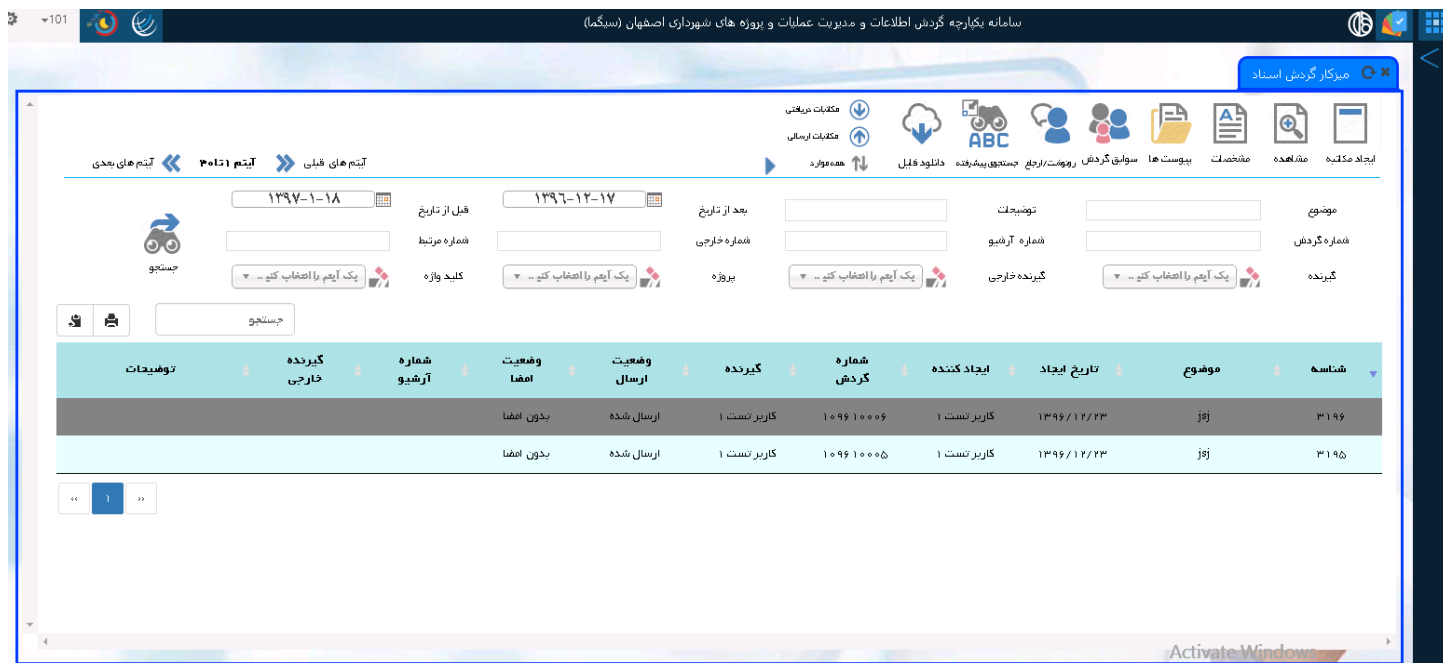 101
سامانه یکپارچه گردش اطلاعات و مدیریت عملیات و پروژه های شهرداری اصفهان (سیگما)
میزکار گردش اسناد
ایجاد مکاتبه
مشاهده
مشخصات
پیوست ها
سوابق گردش
رونوشت/ارجاع
ABC
جستجوی پیشرفته
دانلود فایل
مکاتبات دریافتی
مکاتبات ارسالی
همه موارد
آیتم های قبلی آیتم ۱ تا ۴۰ آیتم های بعدی
موضوع توضیحات بعد از تاریخ ۱۳۹۶-۱۲-۱۷ قبل از تاریخ ۱۳۹۷-۱-۱۸
شماره گردش شماره آرشیو شماره خارجی شماره مرتبط
گیرنده یک آیتم را انتخاب کنی .. گیرنده خارجی یک آیتم را انتخاب کنی .. پروژه یک آیتم را انتخاب کنی .. کلید واژه یک آیتم را انتخاب کنی ..
جستجو
جستجو
شناسه موضوع تاریخ ایجاد ایجاد کننده شماره گردش گیرنده وضعیت ارسال وضعیت امضا شماره آرشیو گیرنده خارجی توضیحات
۳۱۹۶ jsj ۱۳۹۶/۱۲/۲۳ کاربر تست ۱ ۱۰۹۶۱۰۰۰۶ کاربر تست ۱ ارسال شده بدون امضا
۳۱۹۵ jsj ۱۳۹۶/۱۲/۲۳ کاربر تست ۱ ۱۰۹۶۱۰۰۰۵ کاربر تست ۱ ارسال شده بدون امضا
‹‹ ۱ ››
Activate Windows